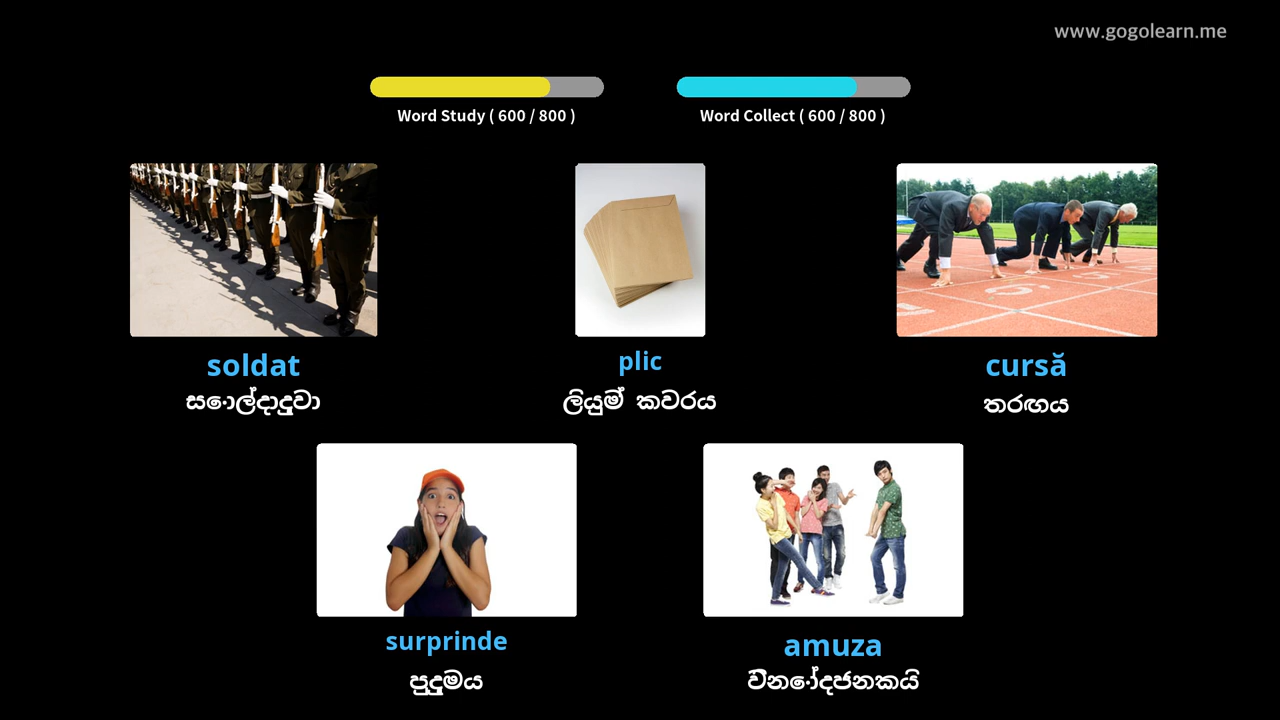 www.gogolearn.me
Word Study ( 600 / 800 )
Word Collect ( 600 / 800 )
soldat
සොල්දාදුවා
plic
ලියුම් කවරය
cursă
තරඟය
surprinde
පුදුමය
amuza
විනෝදජනකයි